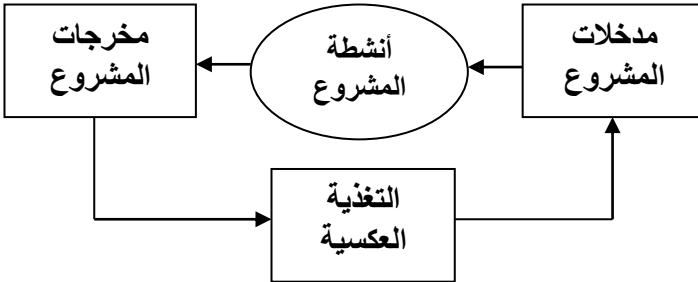 مدخلات
المشروع
أنشطة
المشروع
مخرجات
المشروع
التغذية
العكسية